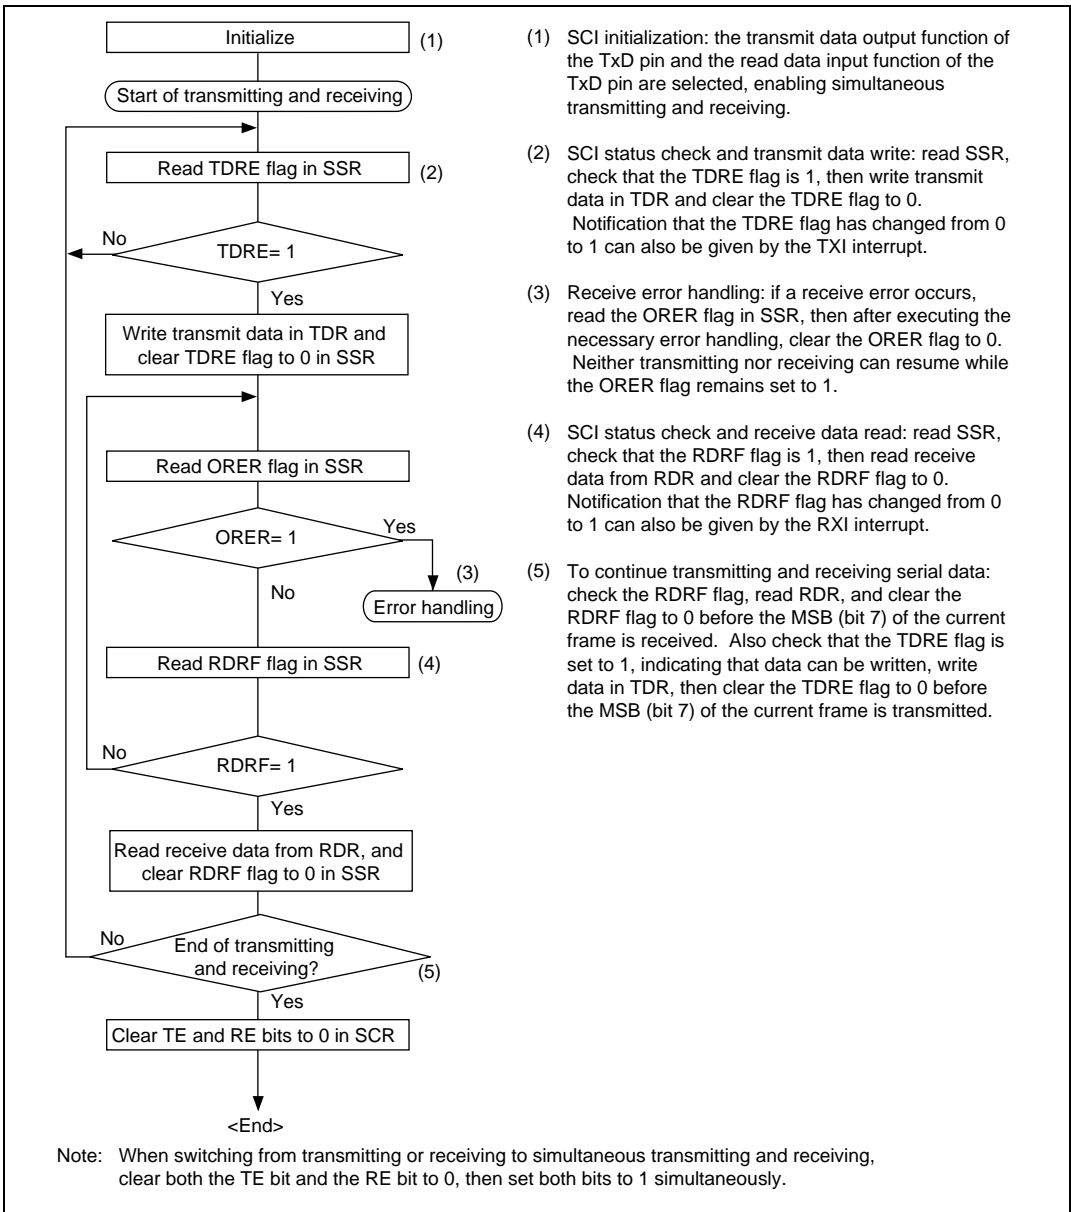 Initialize
(1)
Start of transmitting and receiving
Read TDRE flag in SSR
(2)
No
TDRE= 1
Yes
Write transmit data in TDR and
clear TDRE flag to 0 in SSR
Read ORER flag in SSR
ORER= 1
Yes
(3)
No
Error handling
Read RDRF flag in SSR
(4)
No
RDRF= 1
Yes
Read receive data from RDR, and
clear RDRF flag to 0 in SSR
No
End of transmitting
and receiving?
(5)
Yes
Clear TE and RE bits to 0 in SCR
<End>
(1) SCI initialization: the transmit data output function of
the TxD pin and the read data input function of the
TxD pin are selected, enabling simultaneous
transmitting and receiving.
(2) SCI status check and transmit data write: read SSR,
check that the TDRE flag is 1, then write transmit
data in TDR and clear the TDRE flag to 0.
Notification that the TDRE flag has changed from 0
to 1 can also be given by the TXI interrupt.
(3) Receive error handling: if a receive error occurs,
read the ORER flag in SSR, then after executing the
necessary error handling, clear the ORER flag to 0.
Neither transmitting nor receiving can resume while
the ORER flag remains set to 1.
(4) SCI status check and receive data read: read SSR,
check that the RDRF flag is 1, then read receive
data from RDR and clear the RDRF flag to 0.
Notification that the RDRF flag has changed from 0
to 1 can also be given by the RXI interrupt.
(5) To continue transmitting and receiving serial data:
check the RDRF flag, read RDR, and clear the
RDRF flag to 0 before the MSB (bit 7) of the current
frame is received. Also check that the TDRE flag is
set to 1, indicating that data can be written, write
data in TDR, then clear the TDRE flag to 0 before
the MSB (bit 7) of the current frame is transmitted.
Note: When switching from transmitting or receiving to simultaneous transmitting and receiving,
clear both the TE bit and the RE bit to 0, then set both bits to 1 simultaneously.